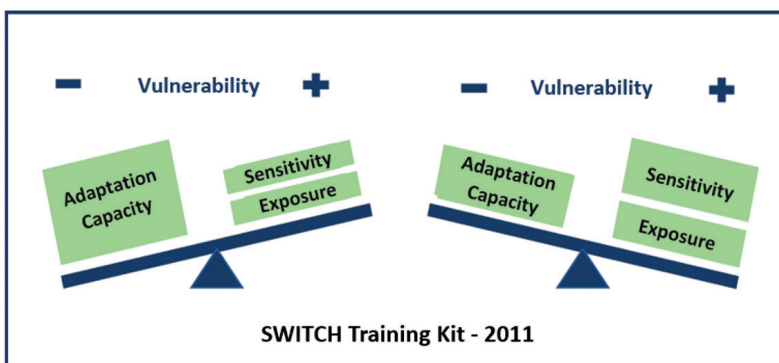 − Vulnerability +
Adaptation
Capacity
Sensitivity
Exposure
− Vulnerability +
Adaptation
Capacity
Sensitivity
Exposure
SWITCH Training Kit - 2011